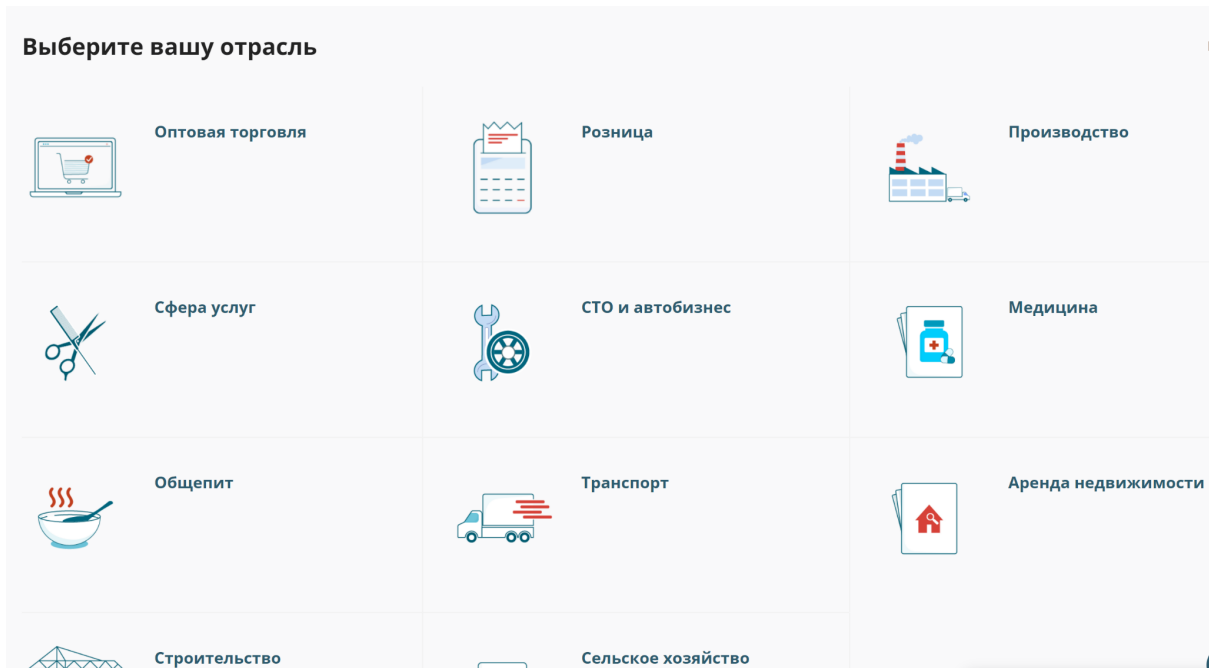 Выберите вашу отрасль
Оптовая торговля
Розница
Производство
Сфера услуг
СТО и автобизнес
Медицина
Общепит
Транспорт
Аренда недвижимости
Строительство
Сельское хозяйство